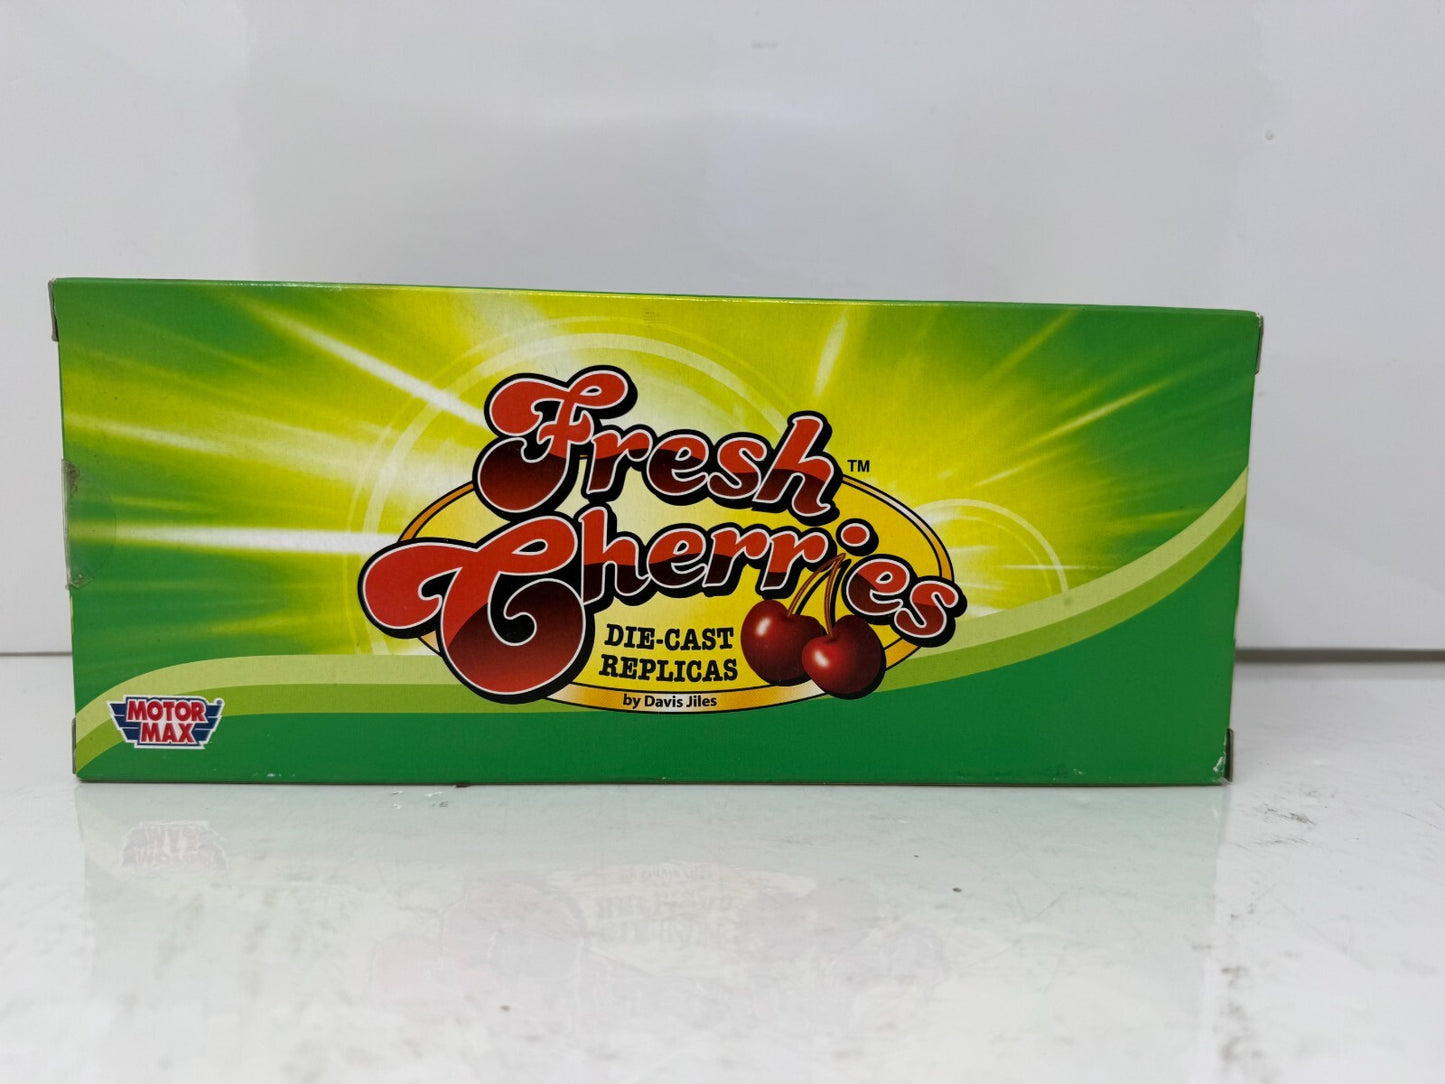 Fresh™
Cherries
DIE-CAST
REPLICAS
by Davis Jiles
MOTOR
MAX®